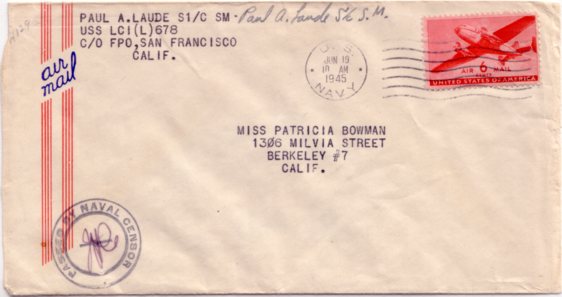 PAUL A.LAUDE S1/C SM - Paul A. Laude S1/c S.M.
USS LCI(L)678
C/O FPO,SAN FRANCISCO
CALIF.
air
mail
U.S.
JUN 19
10 AM
1945
NAVY
AIR 6 MAIL
CENTS
UNITED STATES OF AMERICA
MISS PATRICIA BOWMAN
1306 MILVIA STREET
BERKELEY #7
CALIF.
PASSED BY NAVAL CENSOR